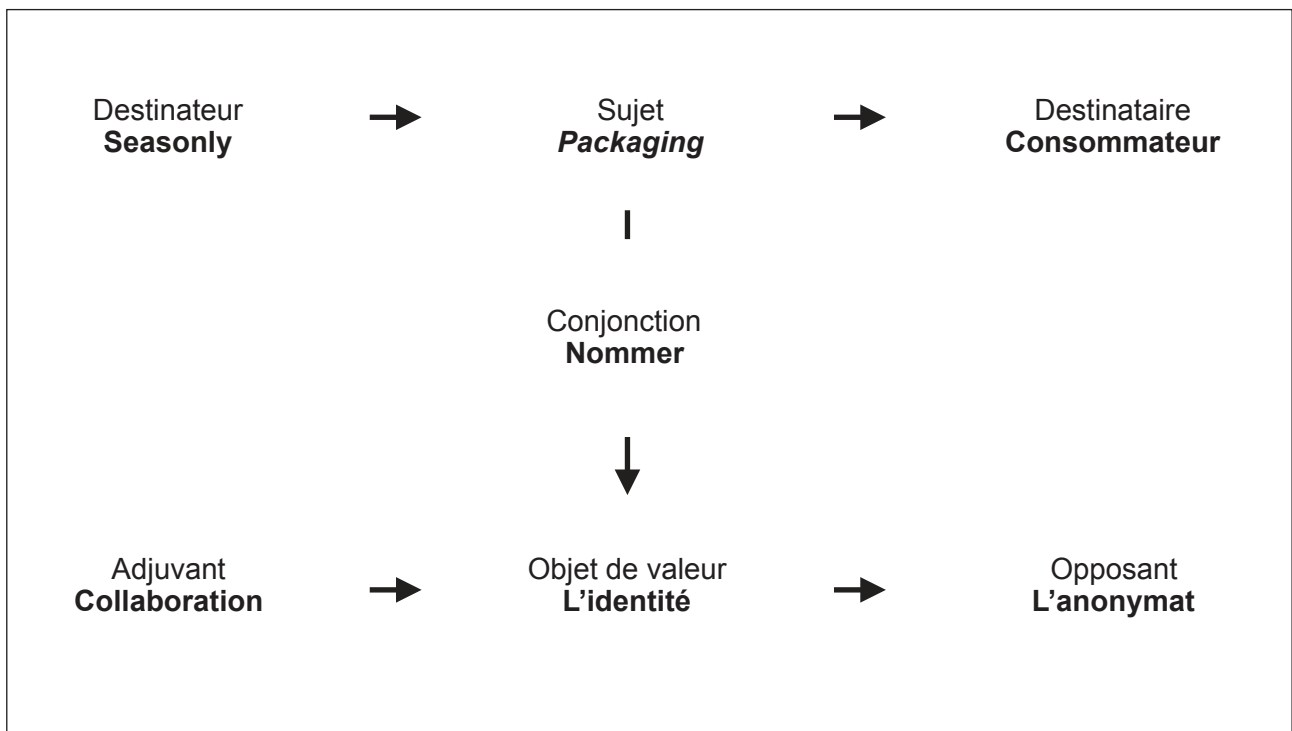 Destinateur
Seasonly
Sujet
Packaging
Destinataire
Consommateur
Conjonction
Nommer
Adjuvant
Collaboration
Objet de valeur
L'identité
Opposant
L'anonymat